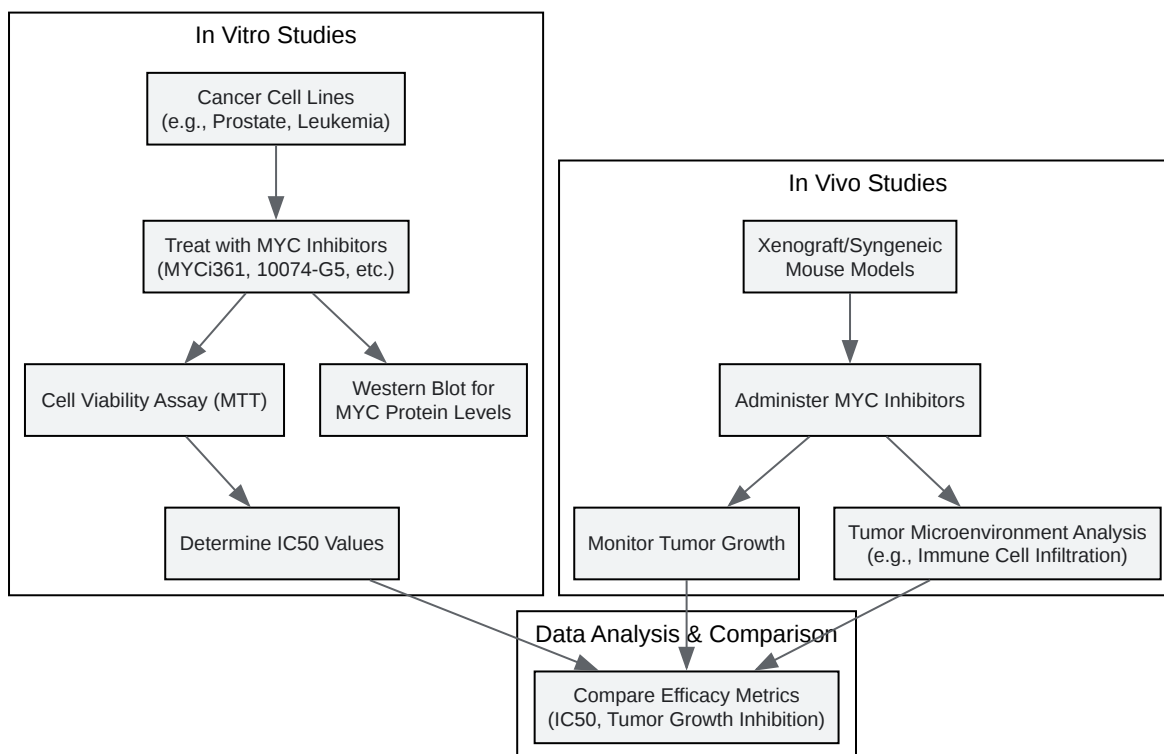 In Vitro Studies
Cancer Cell Lines
(e.g., Prostate, Leukemia)
Treat with MYC Inhibitors
(MYCi361, 10074-G5, etc.)
Cell Viability Assay (MTT)
Western Blot for
MYC Protein Levels
Determine IC50 Values
In Vivo Studies
Xenograft/Syngeneic
Mouse Models
Administer MYC Inhibitors
Monitor Tumor Growth
Tumor Microenvironment Analysis
(e.g., Immune Cell Infiltration)
Data Analysis & Comparison
Compare Efficacy Metrics
(IC50, Tumor Growth Inhibition)